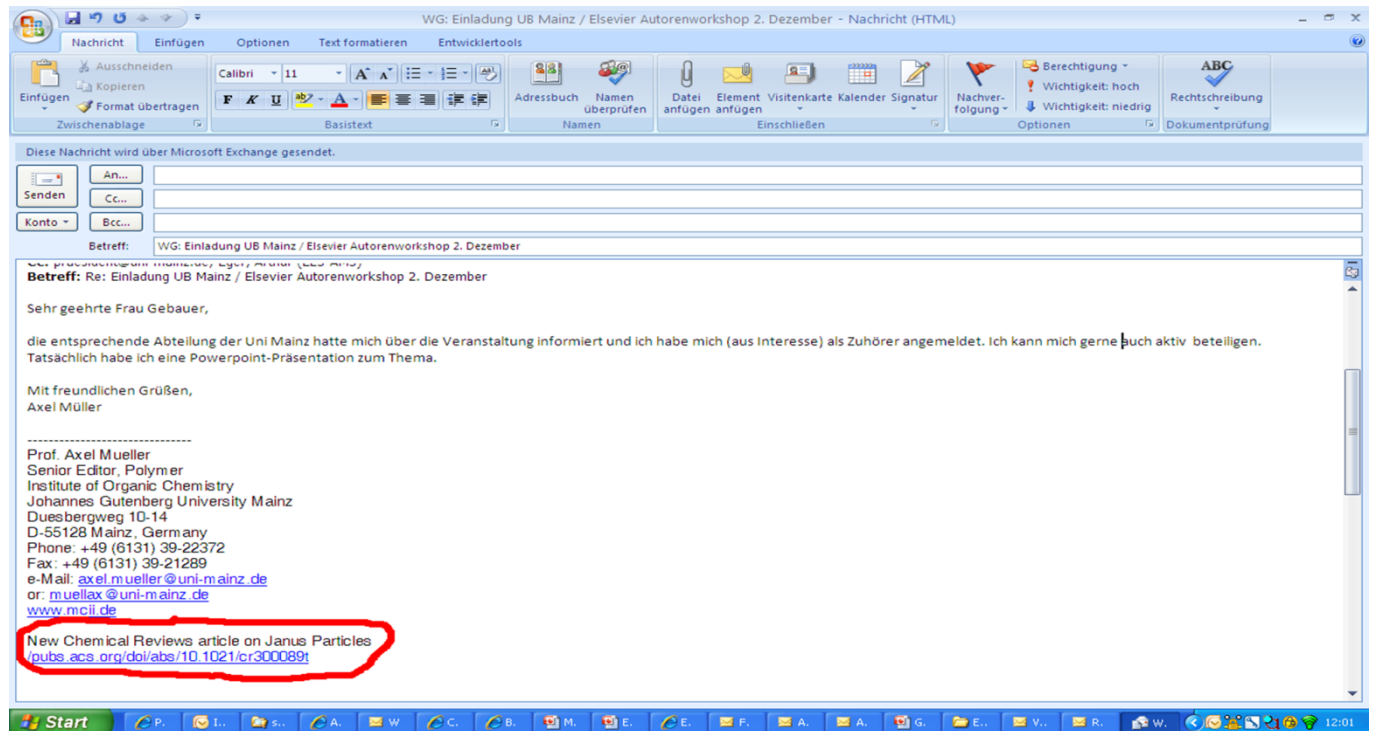 WG: Einladung UB Mainz / Elsevier Autorenworkshop 2. Dezember - Nachricht (HTML)
Nachricht Einfügen Optionen Text formatieren Entwicklertools
Einfügen
Ausschneiden
Kopieren
Format übertragen
Zwischenablage
Calibri 11
F K U
Basistext
Adressbuch
Namen überprüfen
Namen
Datei anfügen
Element anfügen
Visitenkarte
Kalender
Signatur
Einschließen
Nachver-
folgung
Berechtigung
Wichtigkeit: hoch
Wichtigkeit: niedrig
Optionen
ABC
Rechtschreibung
Dokumentprüfung
Diese Nachricht wird über Microsoft Exchange gesendet.
Senden
Konto
An...
Cc...
Bcc...
Betreff: WG: Einladung UB Mainz / Elsevier Autorenworkshop 2. Dezember
Betreff: Re: Einladung UB Mainz / Elsevier Autorenworkshop 2. Dezember
Sehr geehrte Frau Gebauer,
die entsprechende Abteilung der Uni Mainz hatte mich über die Veranstaltung informiert und ich habe mich (aus Interesse) als Zuhörer angemeldet. Ich kann mich gerne auch aktiv beteiligen.
Tatsächlich habe ich eine Powerpoint-Präsentation zum Thema.
Mit freundlichen Grüßen,
Axel Müller
-------------------------------
Prof. Axel Mueller
Senior Editor, Polymer
Institute of Organic Chemistry
Johannes Gutenberg University Mainz
Duesbergweg 10-14
D-55128 Mainz, Germany
Phone: +49 (6131) 39-22372
Fax: +49 (6131) 39-21289
e-Mail: axel.mueller@uni-mainz.de
or: muellax@uni-mainz.de
www.mcii.de
New Chemical Reviews article on Janus Particles
/pubs.acs.org/doi/abs/10.1021/cr300089t
Start P. I.. s.. A. W C. B. M. E. E. F. A. A. G. E.. V.. R. W. 12:01